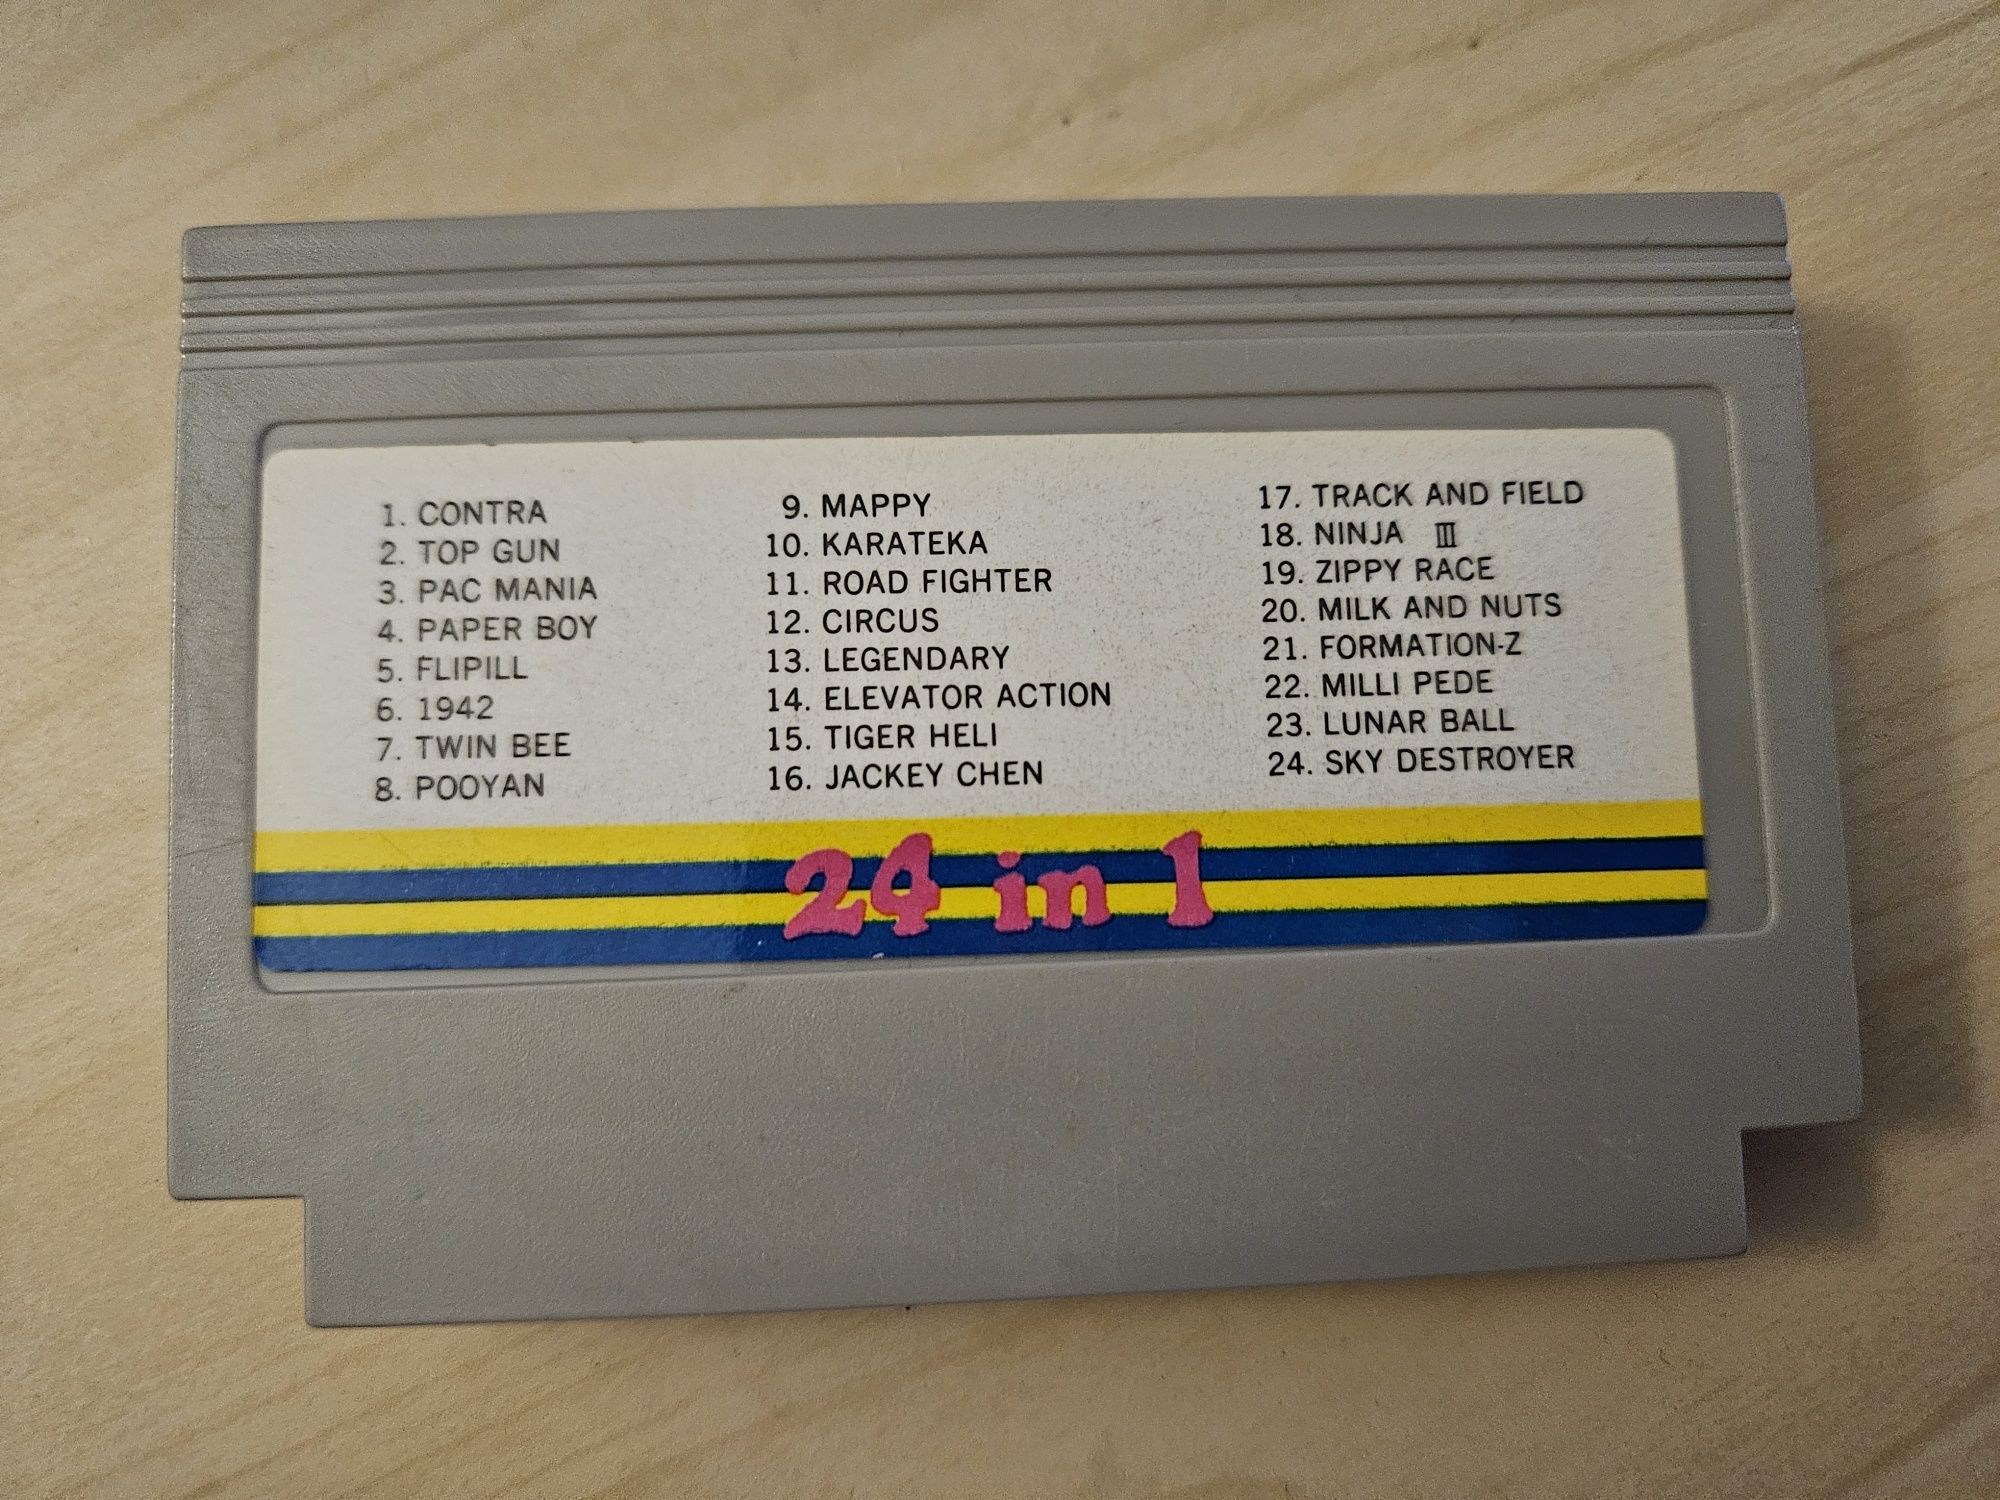 1. CONTRA
2. TOP GUN
3. PAC MANIA
4. PAPER BOY
5. FLIPILL
6. 1942
7. TWIN BEE
8. POOYAN
9. MAPPY
10. KARATEKA
11. ROAD FIGHTER
12. CIRCUS
13. LEGENDARY
14. ELEVATOR ACTION
15. TIGER HELI
16. JACKEY CHEN
17. TRACK AND FIELD
18. NINJA III
19. ZIPPY RACE
20. MILK AND NUTS
21. FORMATION-Z
22. MILLI PEDE
23. LUNAR BALL
24. SKY DESTROYER
24 in 1